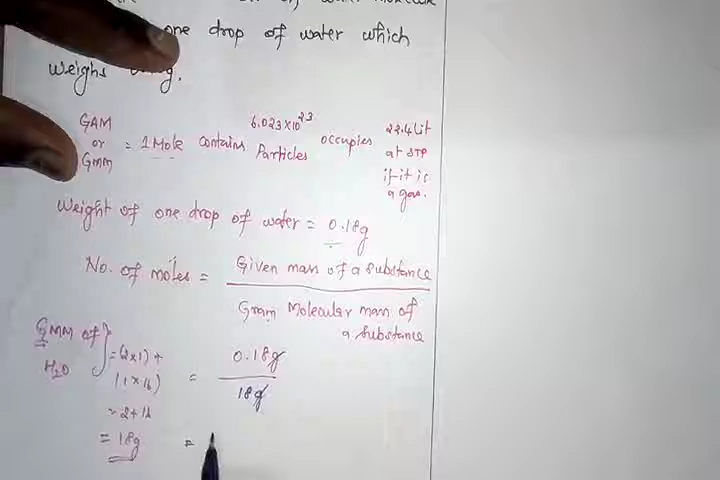 one drop of water which
weighs g.
GAM or GMM = 1 Mole contains 6.023×10²³ Particles occupies 22.4 lit at STP if it is a gas.
Weight of one drop of water = 0.18g
No. of moles = Given mass of a substance
Gram Molecular mass of
a substance
GMM of H₂O } = (2×1) +
(1×16)
= 2+16
= 18g
= 0.18g
18g
=